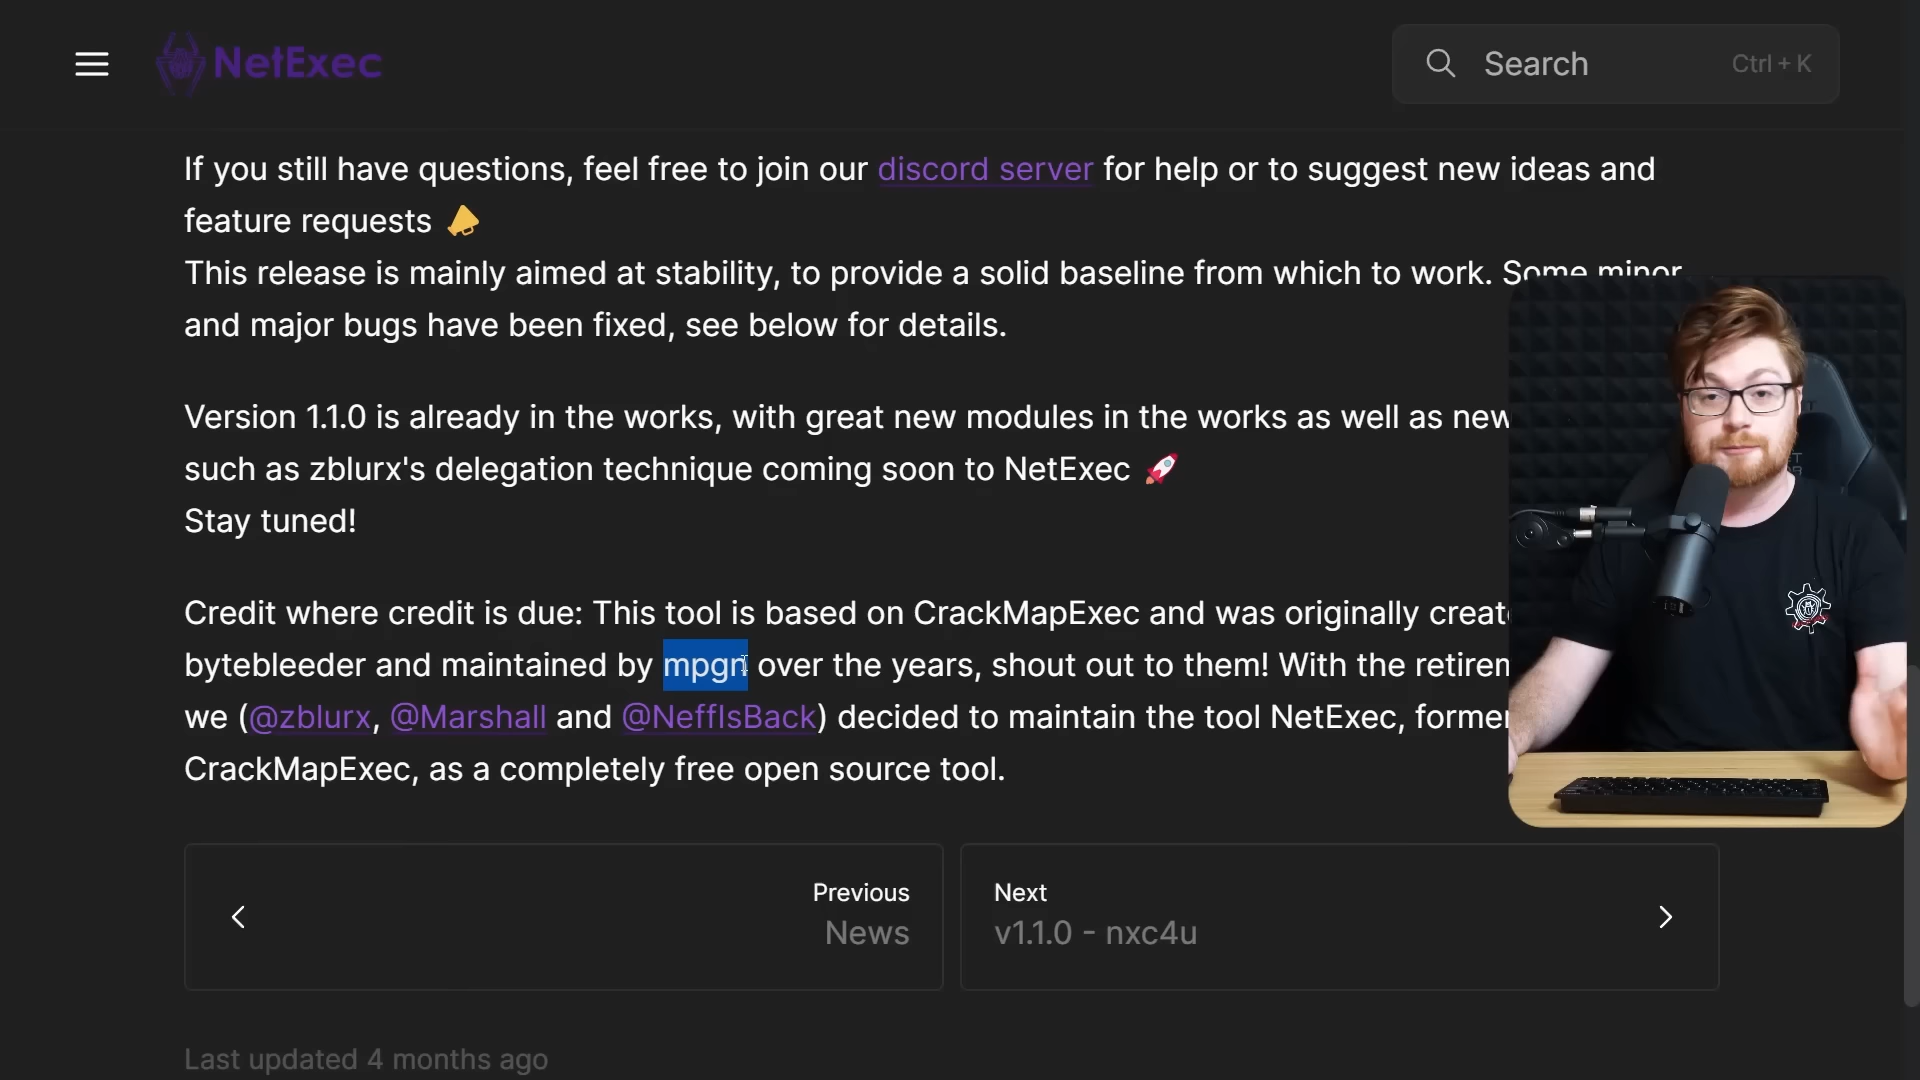 NetExec
Search
Ctrl + K
If you still have questions, feel free to join our discord server for help or to suggest new ideas and
feature requests
This release is mainly aimed at stability, to provide a solid baseline from which to work. Some minor
and major bugs have been fixed, see below for details.
Version 1.1.0 is already in the works, with great new modules in the works as well as new
such as zblurx's delegation technique coming soon to NetExec
Stay tuned!
Credit where credit is due: This tool is based on CrackMapExec and was originally
bytebleeder and maintained by mpgn over the years, shout out to them! With the
we (@zblurx, @Marshall and @NeffIsBack) decided to maintain the tool NetExec,
CrackMapExec, as a completely free open source tool.
Previous
News
Next
v1.1.0 - nxc4u
Last updated 4 months ago